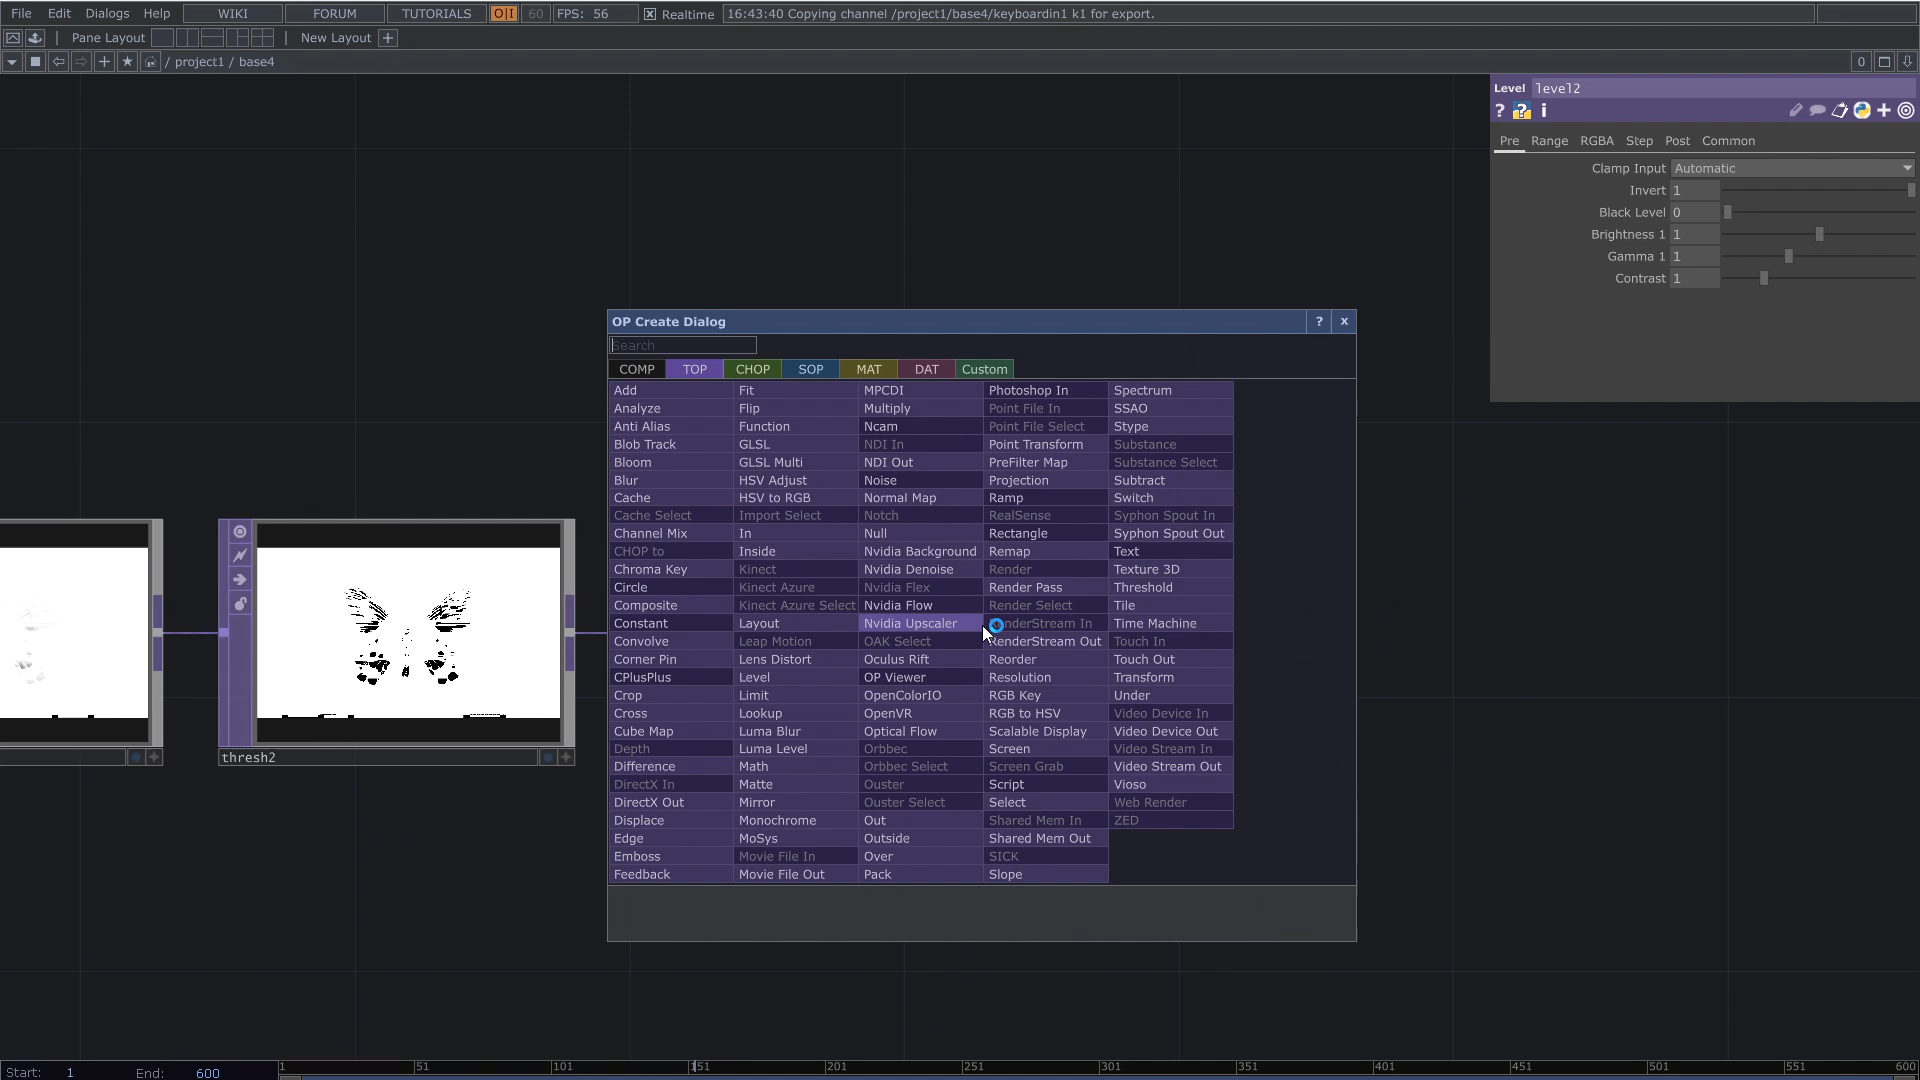 File Edit Dialogs Help WIKI FORUM TUTORIALS O|I 60 FPS: 56 Realtime 16:43:40 Copying channel /project1/base4/keyboardin1 k1 for export.
Pane Layout New Layout +
/ project1 / base4 0
Level level2
? ? i
Pre Range RGBA Step Post Common
Clamp Input Automatic
Invert 1
Black Level 0
Brightness 1 1
Gamma 1 1
Contrast 1
OP Create Dialog ? x
Search
COMP TOP CHOP SOP MAT DAT Custom
Add Fit MPCDI Photoshop In Spectrum
Analyze Flip Multiply Point File In SSAO
Anti Alias Function Ncam Point File Select Stype
Blob Track GLSL NDI In Point Transform Substance
Bloom GLSL Multi NDI Out PreFilter Map Substance Select
Blur HSV Adjust Noise Projection Subtract
Cache HSV to RGB Normal Map Ramp Switch
Cache Select Import Select Notch RealSense Syphon Spout In
Channel Mix In Null Rectangle Syphon Spout Out
CHOP to Inside Nvidia Background Remap Text
Chroma Key Kinect Nvidia Denoise Render Texture 3D
Circle Kinect Azure Nvidia Flex Render Pass Threshold
Composite Kinect Azure Select Nvidia Flow Render Select Tile
Constant Layout Nvidia Upscaler enderStream In Time Machine
Convolve Leap Motion OAK Select RenderStream Out Touch In
Corner Pin Lens Distort Oculus Rift Reorder Touch Out
CPlusPlus Level OP Viewer Resolution Transform
Crop Limit OpenColorIO RGB Key Under
Cross Lookup OpenVR RGB to HSV Video Device In
Cube Map Luma Blur Optical Flow Scalable Display Video Device Out
Depth Luma Level Orbbec Screen Video Stream In
Difference Math Orbbec Select Screen Grab Video Stream Out
DirectX In Matte Ouster Script Vioso
DirectX Out Mirror Ouster Select Select Web Render
Displace Monochrome Out Shared Mem In ZED
Edge MoSys Outside Shared Mem Out
Emboss Movie File In Over SICK
Feedback Movie File Out Pack Slope
thresh2
Start: 1 End: 600 1 51 101 151 201 251 301 351 401 451 501 551 600